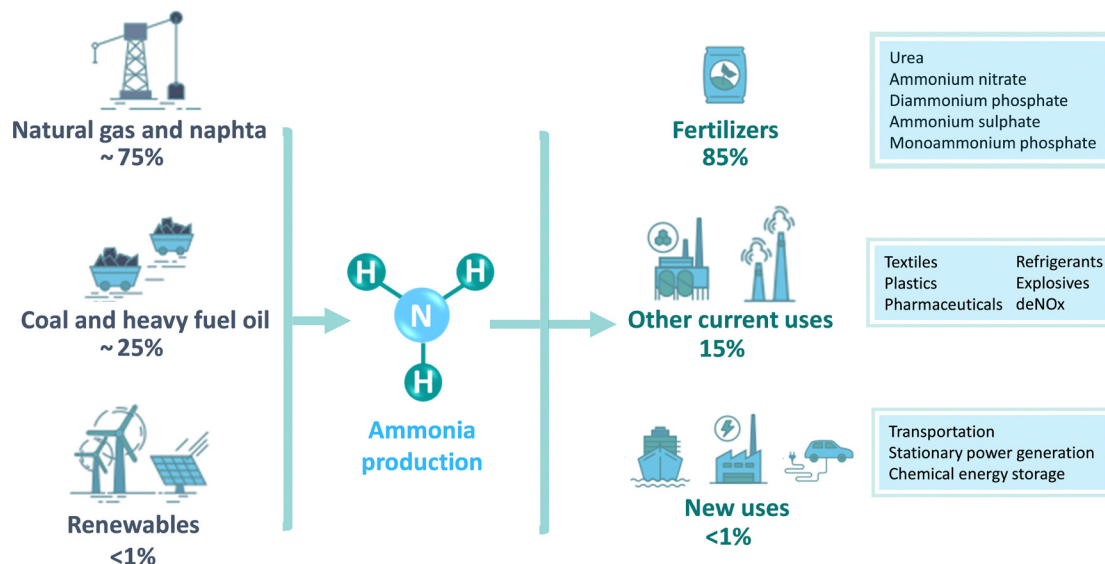 Natural gas and naphta
~ 75%
Coal and heavy fuel oil
~ 25%
Renewables
<1%
H
H
N
H
Ammonia
production
Fertilizers
85%
Other current uses
15%
New uses
<1%
Urea
Ammonium nitrate
Diammonium phosphate
Ammonium sulphate
Monoammonium phosphate
Textiles Refrigerants
Plastics Explosives
Pharmaceuticals deNOx
Transportation
Stationary power generation
Chemical energy storage